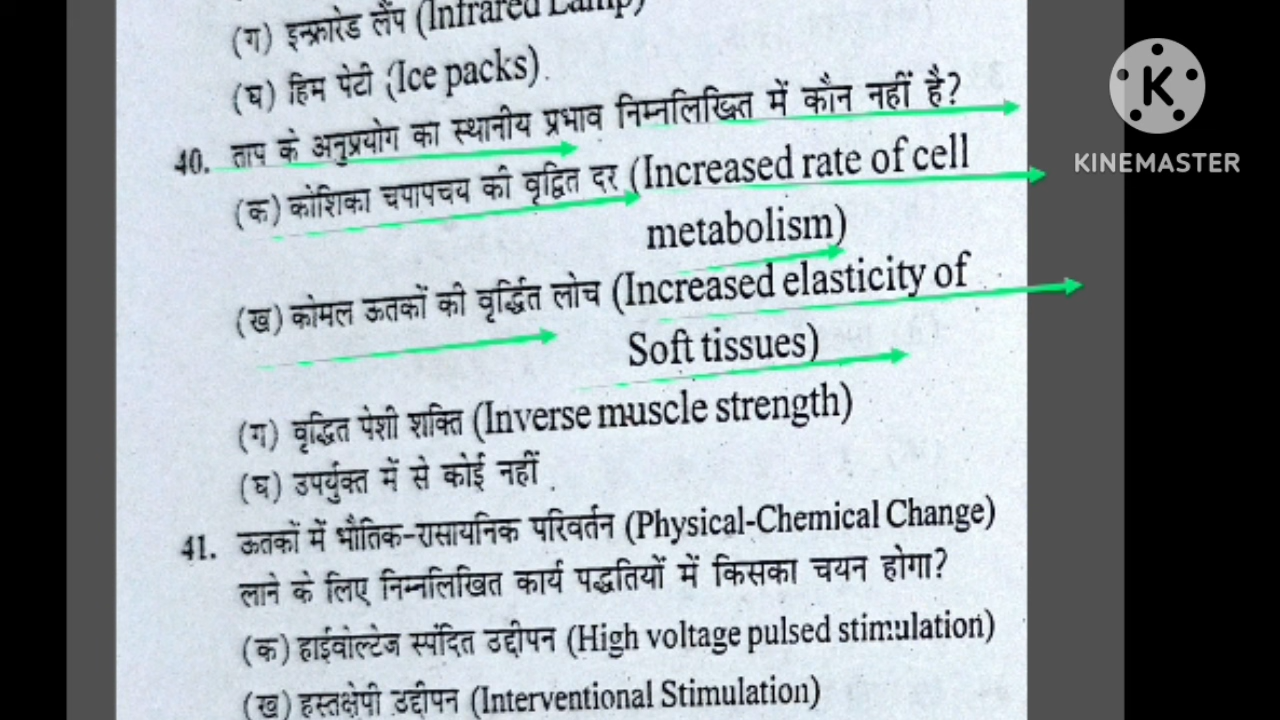 (ग) इन्फ्रारेड लैंप (Infrared Lamp)
(घ) हिम पेटी (Ice packs).
40. ताप के अनुप्रयोग का स्थानीय प्रभाव निम्नलिखित में कौन नहीं है?
(क) कोशिका चपापचय की वृद्धित दर (Increased rate of cell
metabolism)
(ख) कोमल ऊतकों की वृर्द्धित लोच (Increased elasticity of
Soft tissues)
(ग) वृद्धित पेशी शक्ति (Inverse muscle strength)
(घ) उपर्युक्त में से कोई नहीं
41. ऊतकों में भौतिक-रासायनिक परिवर्तन (Physical-Chemical Change)
लाने के लिए निम्नलिखित कार्य पद्धतियों में किसका चयन होगा?
(क) हाईवोल्टेज स्पंदित उद्दीपन (High voltage pulsed stimulation)
(ख) हस्तक्षेपी उद्दीपन (Interventional Stimulation)
K
KINEMASTER